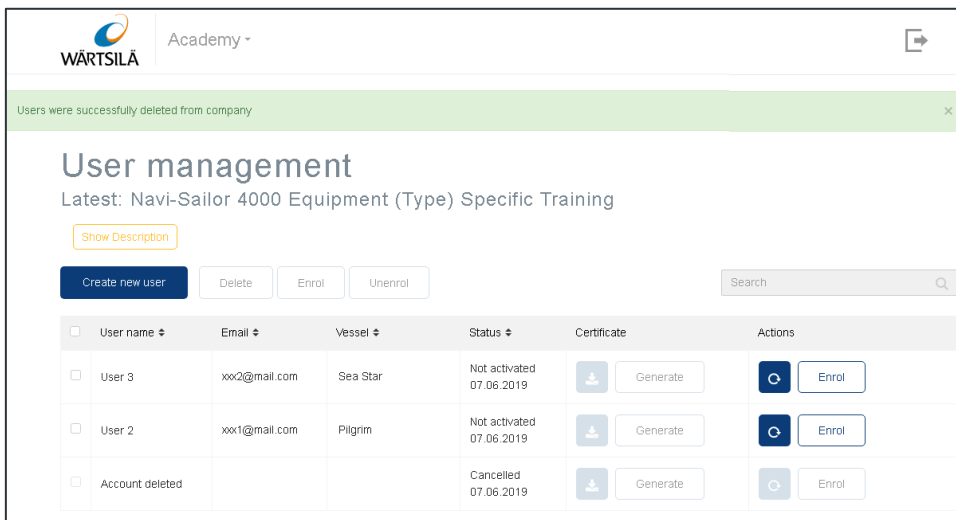 WÄRTSILÄ
Academy
Users were successfully deleted from company ×
User management
Latest: Navi-Sailor 4000 Equipment (Type) Specific Training
Show Description
Create new user Delete Enrol Unenrol Search
User name Email Vessel Status Certificate Actions
User 3 xxx2@mail.com Sea Star Not activated Generate Enrol
07.06.2019
User 2 xxx1@mail.com Pilgrim Not activated Generate Enrol
07.06.2019
Account deleted Cancelled Generate Enrol
07.06.2019